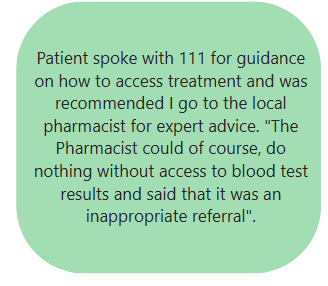 Patient spoke with 111 for guidance
on how to access treatment and was
recommended I go to the local
pharmacist for expert advice. "The
Pharmacist could of course, do
nothing without access to blood test
results and said that it was an
inappropriate referral".